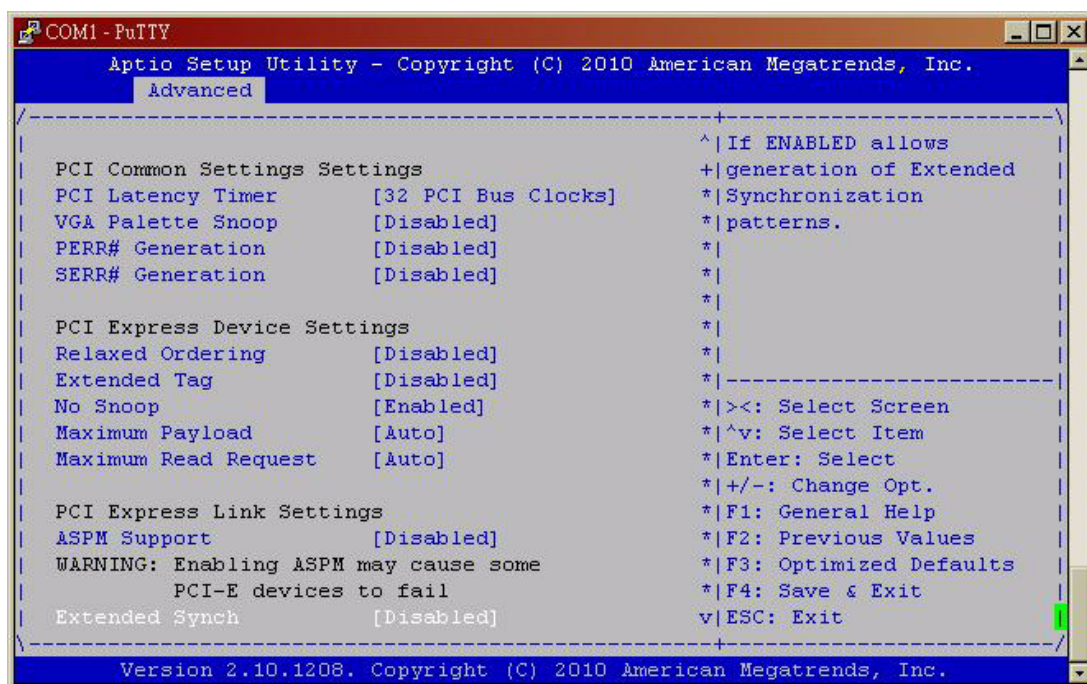 COM1 - PuTTY
Aptio Setup Utility - Copyright (C) 2010 American Megatrends, Inc.
Advanced
/----------------------------------------------------+-------------------------\
|                                                   ^|If ENABLED allows        |
|  PCI Common Settings Settings                     +|generation of Extended   |
|  PCI Latency Timer       [32 PCI Bus Clocks]      *|Synchronization          |
|  VGA Palette Snoop       [Disabled]               *|patterns.                |
|  PERR# Generation        [Disabled]               *|                         |
|  SERR# Generation        [Disabled]               *|                         |
|                                                   *|                         |
|  PCI Express Device Settings                      *|                         |
|  Relaxed Ordering        [Disabled]               *|                         |
|  Extended Tag            [Disabled]               *|-------------------------|
|  No Snoop                [Enabled]                *|><: Select Screen        |
|  Maximum Payload         [Auto]                   *|^v: Select Item          |
|  Maximum Read Request    [Auto]                   *|Enter: Select            |
|                                                   *|+/-: Change Opt.         |
|  PCI Express Link Settings                        *|F1: General Help         |
|  ASPM Support            [Disabled]               *|F2: Previous Values      |
|  WARNING: Enabling ASPM may cause some            *|F3: Optimized Defaults   |
|           PCI-E devices to fail                   *|F4: Save & Exit          |
|  Extended Synch          [Disabled]               v|ESC: Exit                |
\----------------------------------------------------+-------------------------/
Version 2.10.1208. Copyright (C) 2010 American Megatrends, Inc.